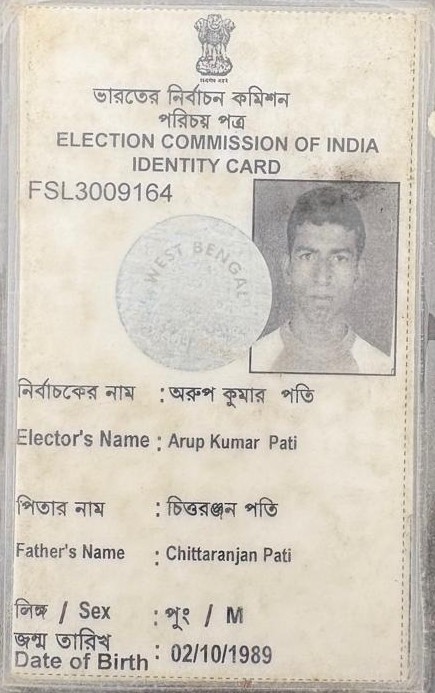 ভারতের নির্বাচন কমিশন
পরিচয় পত্র
ELECTION COMMISSION OF INDIA
IDENTITY CARD
FSL3009164
WEST BENGAL
নির্বাচকের নাম : অরুপ কুমার পতি
Elector's Name : Arup Kumar Pati
পিতার নাম : চিত্তরঞ্জন পতি
Father's Name : Chittaranjan Pati
লিঙ্গ / Sex : পুং / M
জন্ম তারিখ
Date of Birth : 02/10/1989